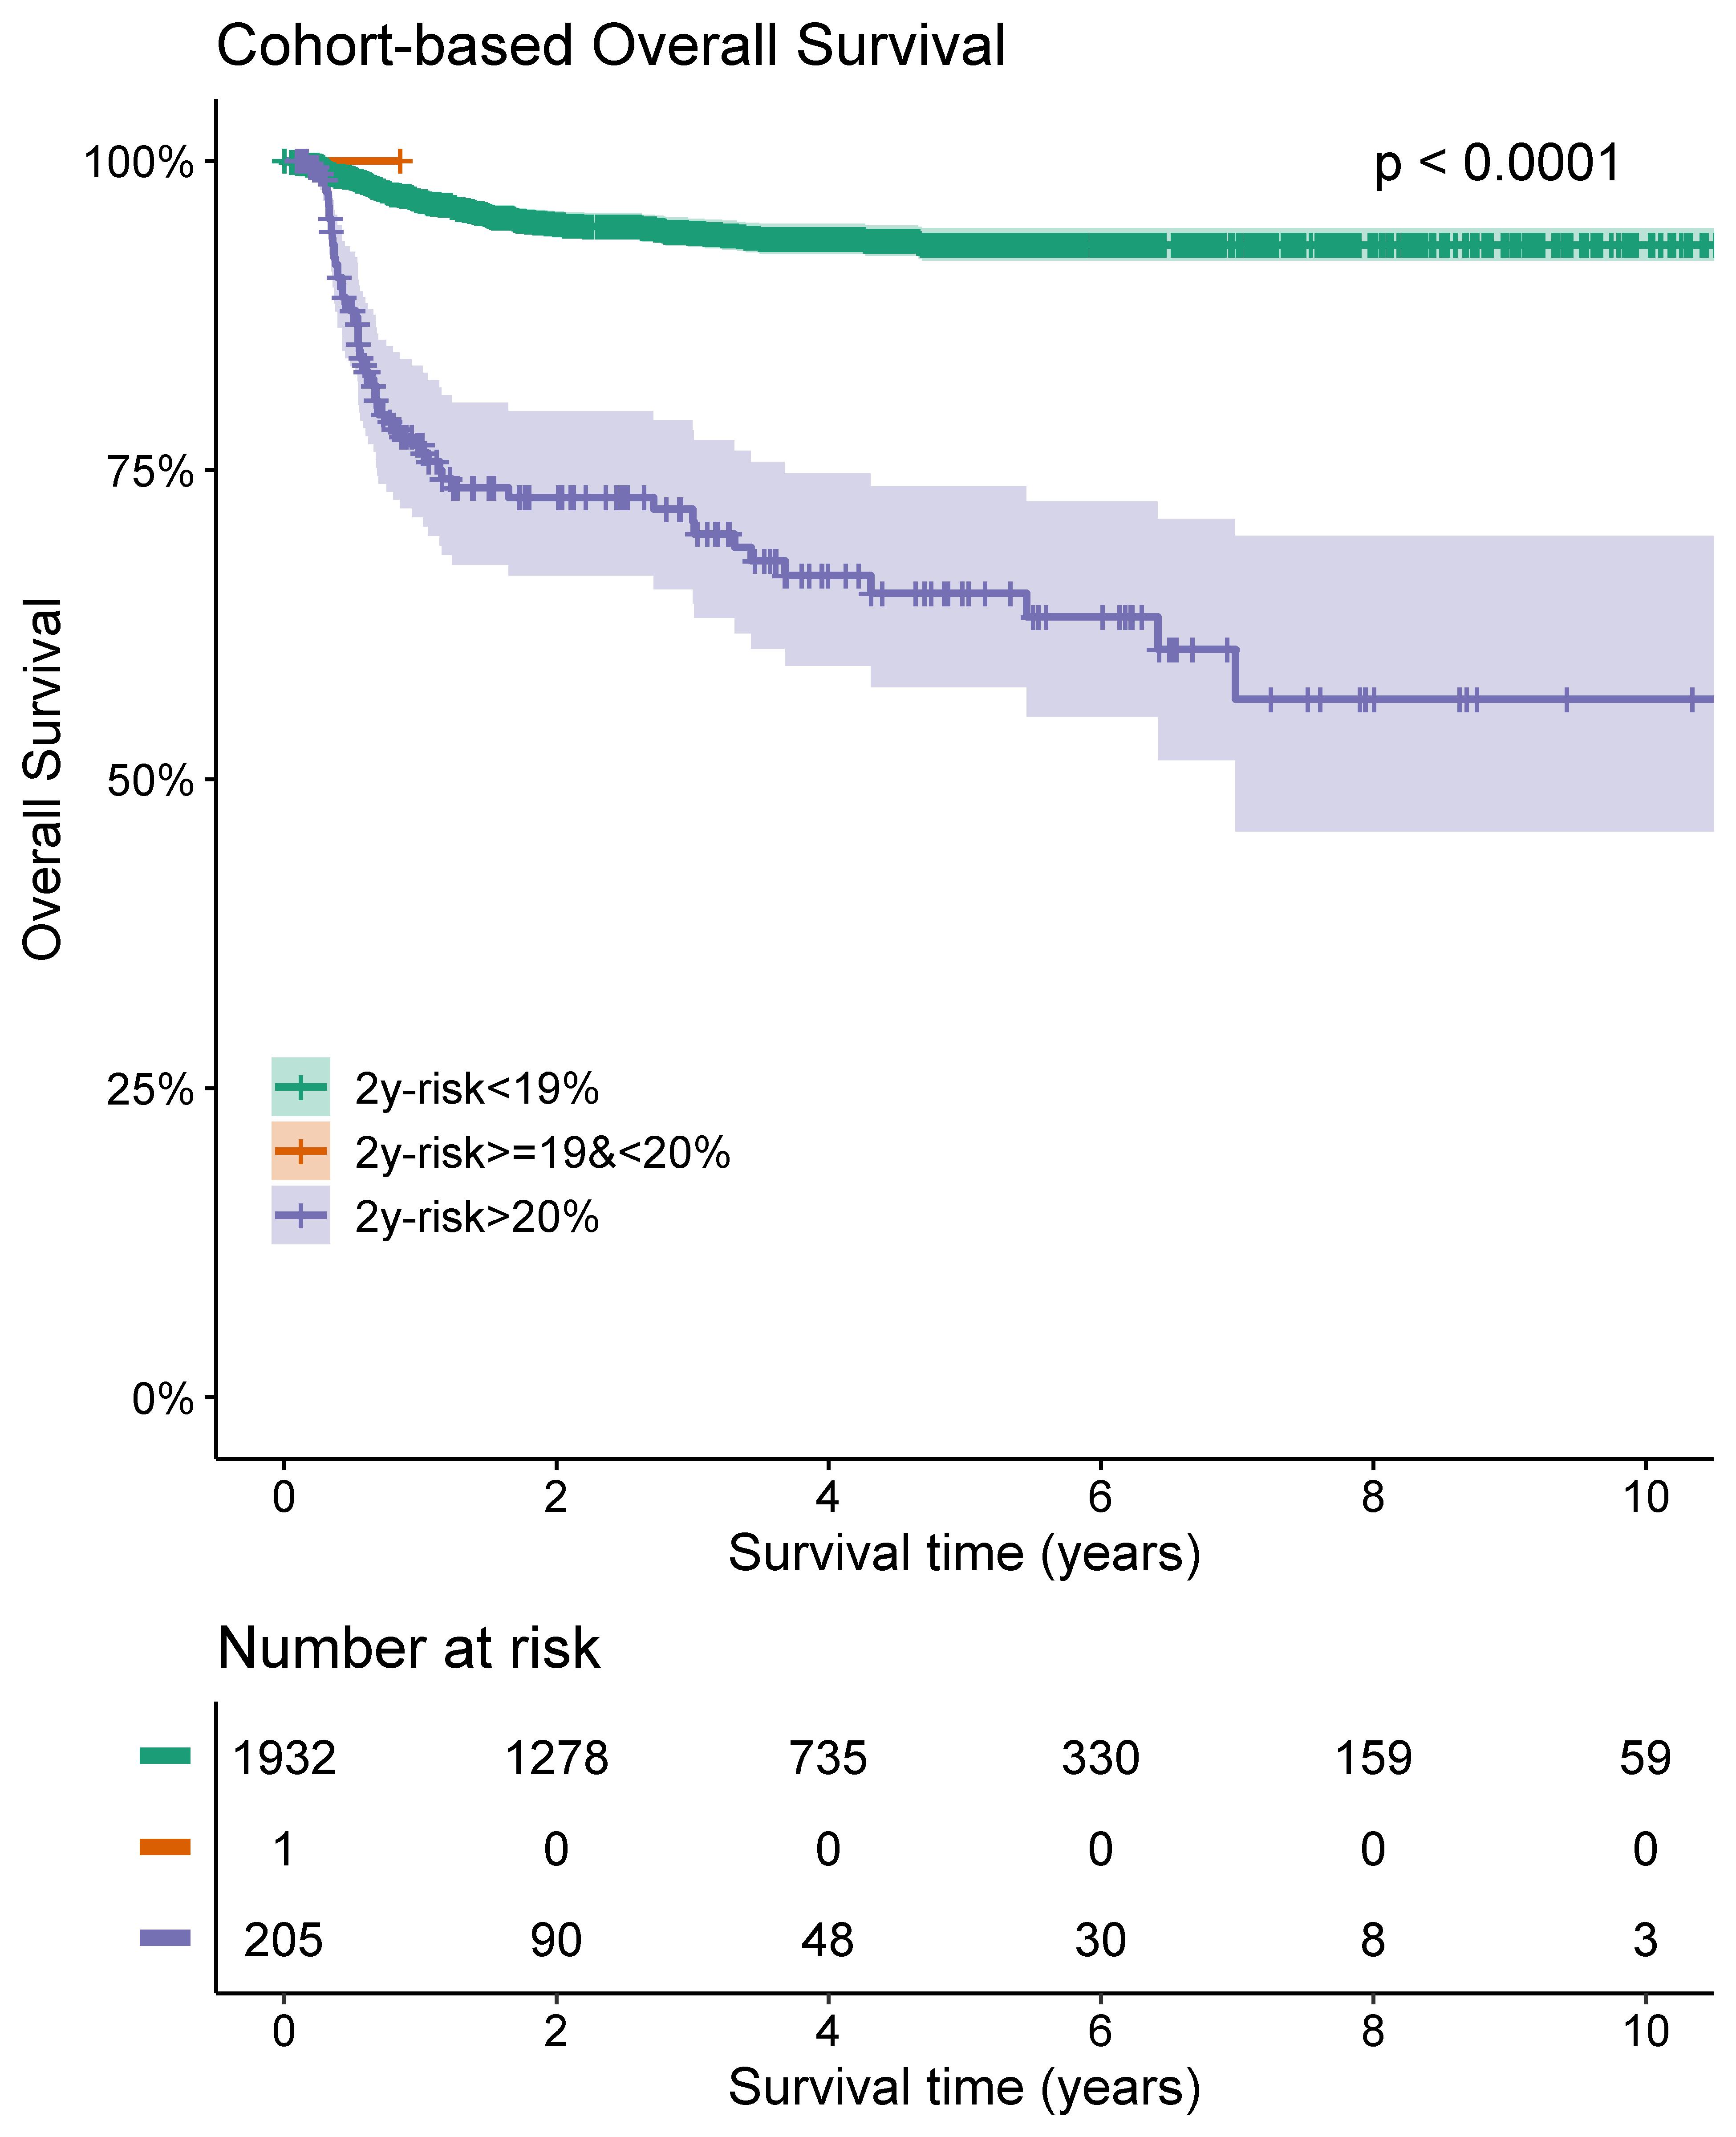 Cohort-based Overall Survival
p < 0.0001
100%
75%
50%
25%
0%
Overall Survival
2y-risk<19%
2y-risk>=19&<20%
2y-risk>20%
0 2 4 6 8 10
Survival time (years)
Number at risk
1932 1278 735 330 159 59
1 0 0 0 0 0
205 90 48 30 8 3
0 2 4 6 8 10
Survival time (years)